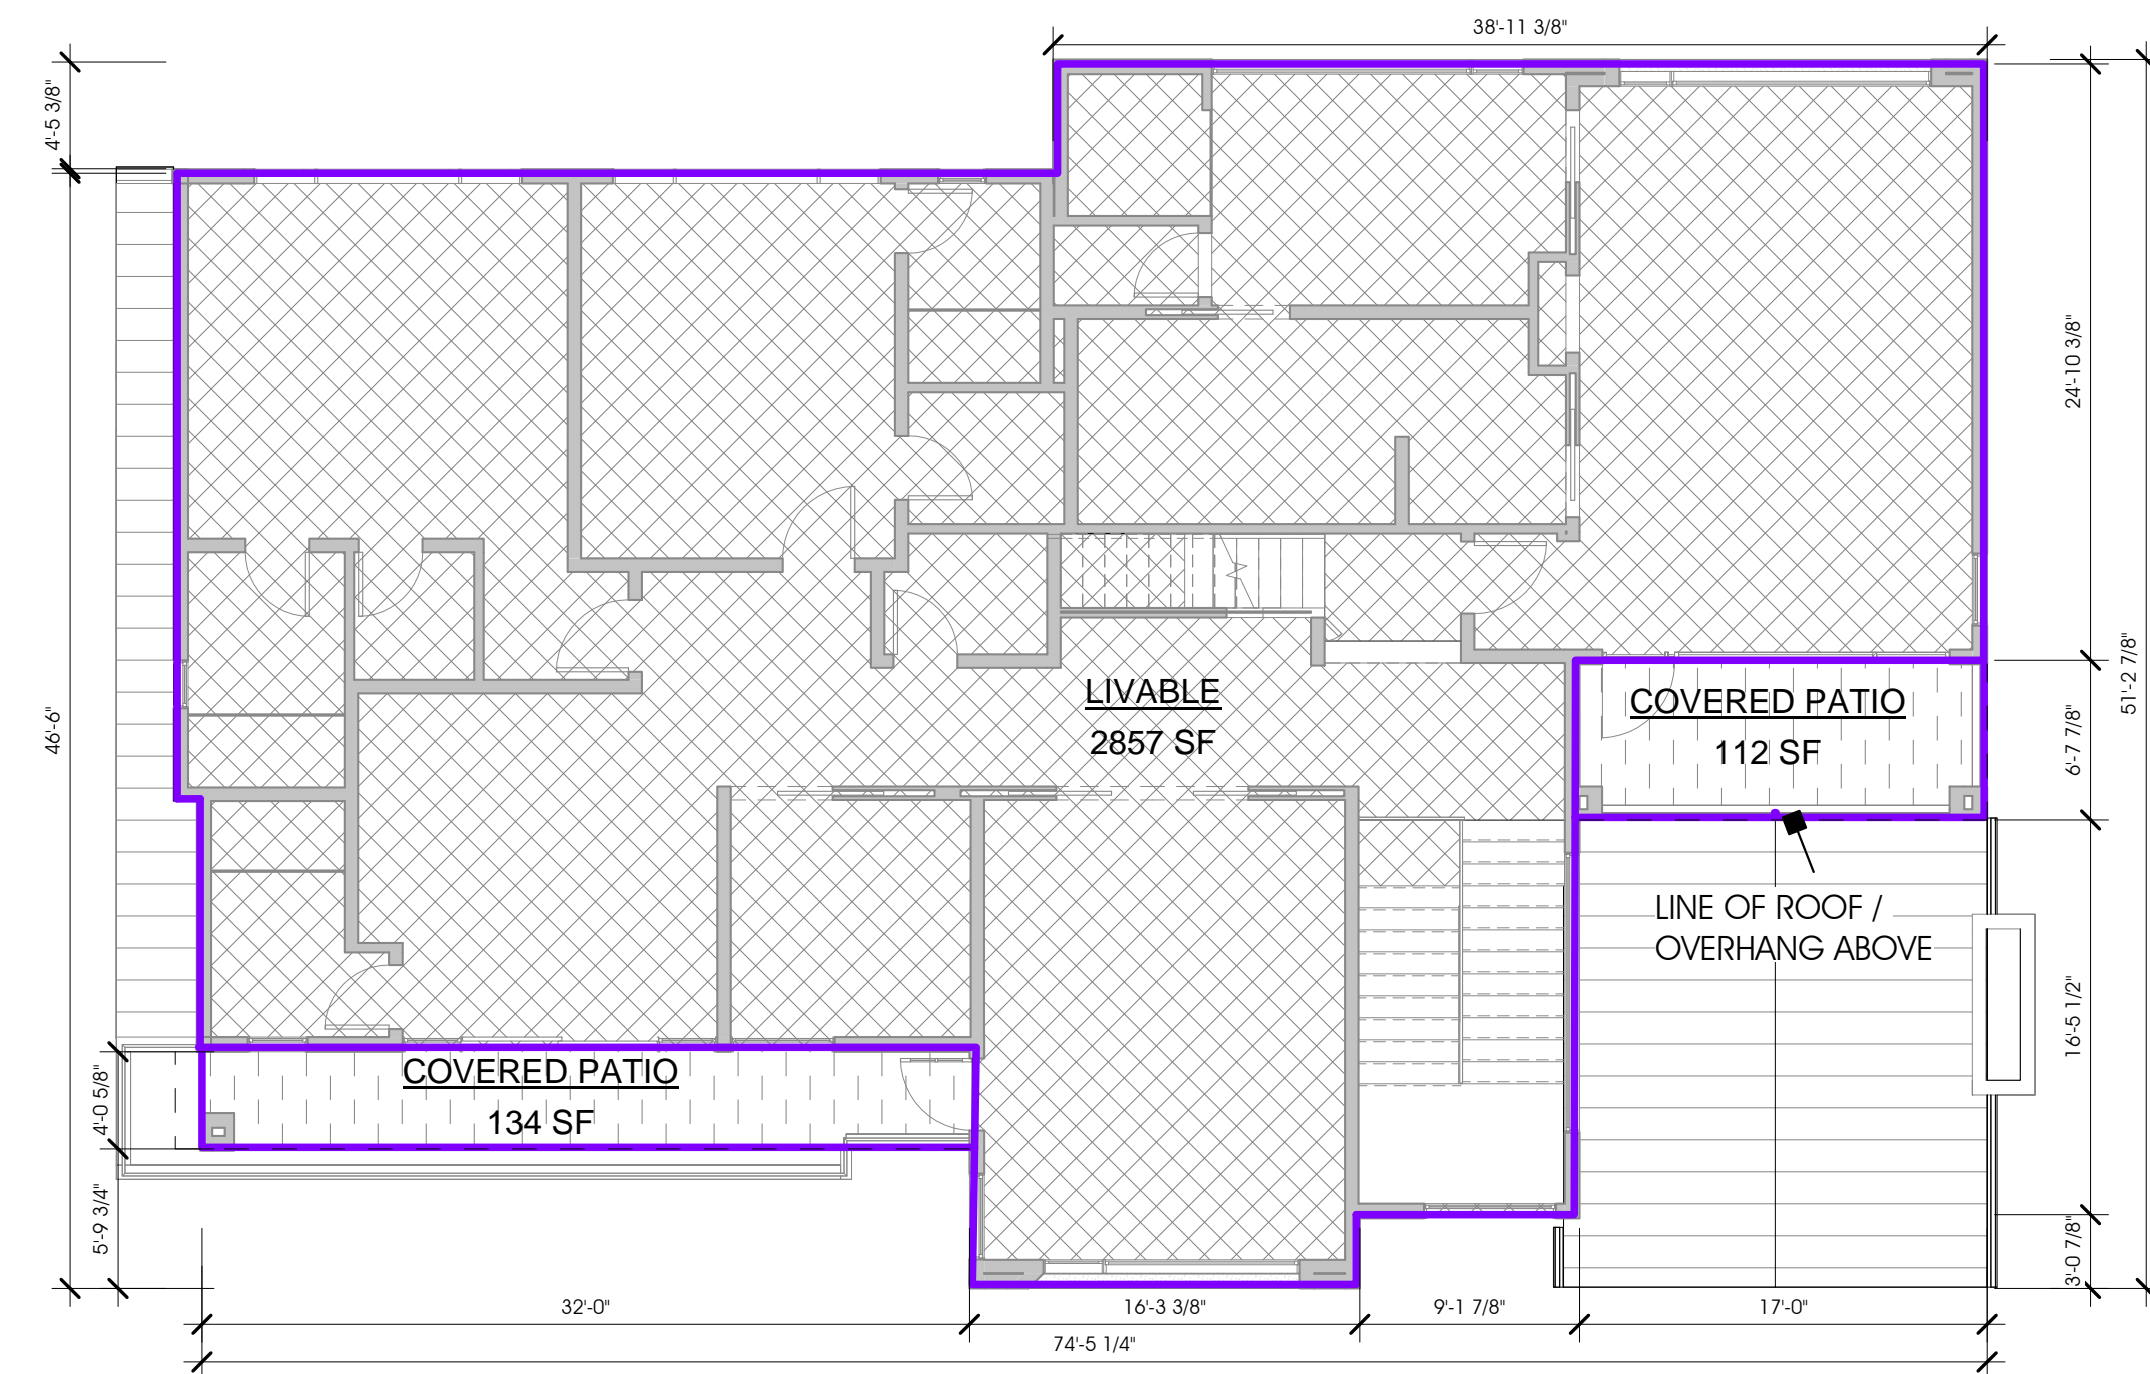 38'-11 3/8"
4'-5 3/8"
24'-10 3/8"
51'-2 7/8"
LIVABLE
2857 SF
COVERED PATIO
112 SF
46'-6"
6'-7 7/8"
LINE OF ROOF /
OVERHANG ABOVE
16'-5 1/2"
COVERED PATIO
134 SF
4'-0 5/8"
5'-9 3/4"
3'-0 7/8"
32'-0"
16'-3 3/8"
9'-1 7/8"
17'-0"
74'-5 1/4"